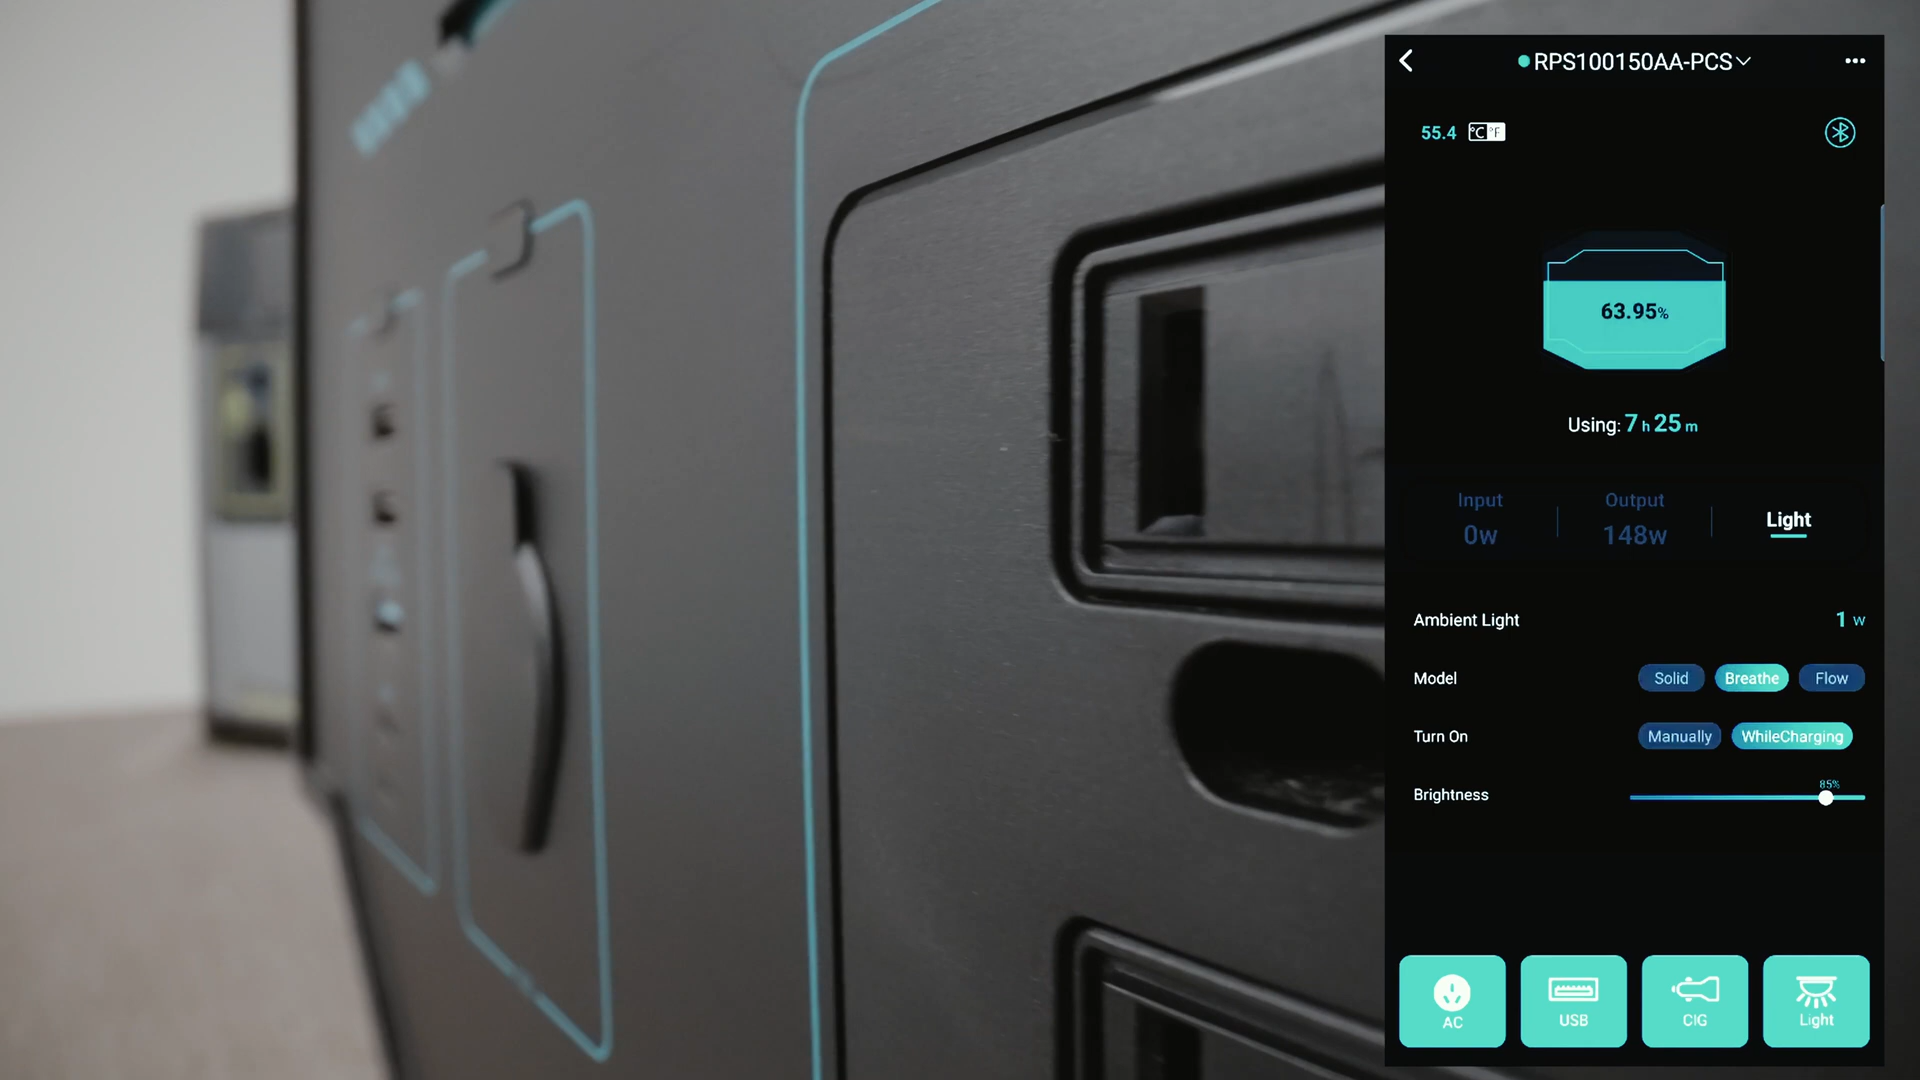 RPS100150AA-PCS
55.4 °C °F
63.95%
Using: 7 h 25 m
Input Output Light
0w 148w
Ambient Light 1 w
Model Solid Breathe Flow
Turn On Manually WhileCharging
85%
Brightness
AC USB CIG Light